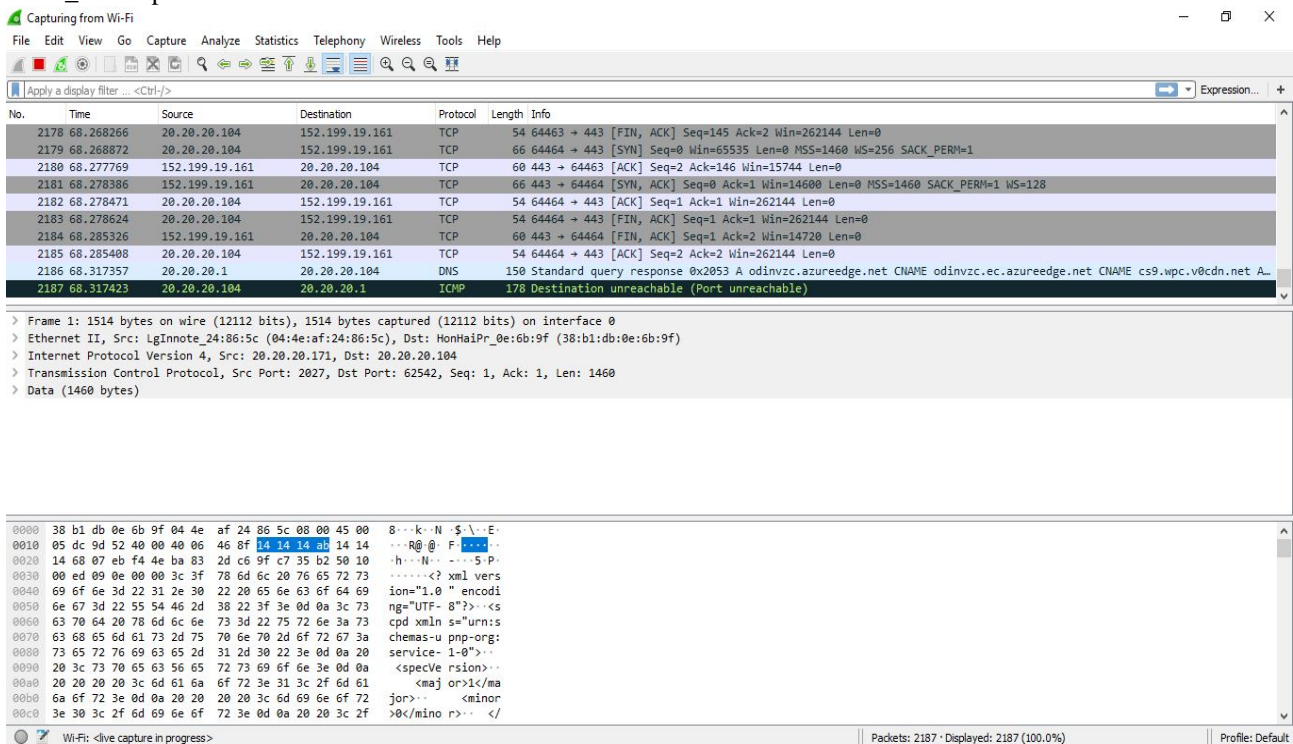 Capturing from Wi-Fi
File Edit View Go Capture Analyze Statistics Telephony Wireless Tools Help
Apply a display filter ... <Ctrl-/> Expression... +
No. Time Source Destination Protocol Length Info
2178 68.268266 20.20.20.104 152.199.19.161 TCP 54 64463 → 443 [FIN, ACK] Seq=145 Ack=2 Win=262144 Len=0
2179 68.268872 20.20.20.104 152.199.19.161 TCP 66 64464 → 443 [SYN] Seq=0 Win=65535 Len=0 MSS=1460 WS=256 SACK_PERM=1
2180 68.277769 152.199.19.161 20.20.20.104 TCP 60 443 → 64463 [ACK] Seq=2 Ack=146 Win=15744 Len=0
2181 68.278386 152.199.19.161 20.20.20.104 TCP 66 443 → 64464 [SYN, ACK] Seq=0 Ack=1 Win=14600 Len=0 MSS=1460 SACK_PERM=1 WS=128
2182 68.278471 20.20.20.104 152.199.19.161 TCP 54 64464 → 443 [ACK] Seq=1 Ack=1 Win=262144 Len=0
2183 68.278624 20.20.20.104 152.199.19.161 TCP 54 64464 → 443 [FIN, ACK] Seq=1 Ack=1 Win=262144 Len=0
2184 68.285326 152.199.19.161 20.20.20.104 TCP 60 443 → 64464 [FIN, ACK] Seq=1 Ack=2 Win=14720 Len=0
2185 68.285408 20.20.20.104 152.199.19.161 TCP 54 64464 → 443 [ACK] Seq=2 Ack=2 Win=262144 Len=0
2186 68.317357 20.20.20.1 20.20.20.104 DNS 150 Standard query response 0x2053 A odinvzc.azureedge.net CNAME odinvzc.ec.azureedge.net CNAME cs9.wpc.v0cdn.net A…
2187 68.317423 20.20.20.104 20.20.20.1 ICMP 178 Destination unreachable (Port unreachable)
> Frame 1: 1514 bytes on wire (12112 bits), 1514 bytes captured (12112 bits) on interface 0
> Ethernet II, Src: LgInnote_24:86:5c (04:4e:af:24:86:5c), Dst: HonHaiPr_0e:6b:9f (38:b1:db:0e:6b:9f)
> Internet Protocol Version 4, Src: 20.20.20.171, Dst: 20.20.20.104
> Transmission Control Protocol, Src Port: 2027, Dst Port: 62542, Seq: 1, Ack: 1, Len: 1460
> Data (1460 bytes)
0000 38 b1 db 0e 6b 9f 04 4e af 24 86 5c 08 00 45 00 8···k··N ·$·\··E·
0010 05 dc 9d 52 40 00 40 06 46 8f 14 14 14 ab 14 14 ···R@·@· F·······
0020 14 68 07 eb f4 4e ba 83 2d c6 9f c7 35 b2 50 10 ·h···N·· -···5·P·
0030 00 ed 09 0e 00 00 3c 3f 78 6d 6c 20 76 65 72 73 ······<? xml vers
0040 69 6f 6e 3d 22 31 2e 30 22 20 65 6e 63 6f 64 69 ion="1.0 " encodi
0050 6e 67 3d 22 55 54 46 2d 38 22 3f 3e 0d 0a 3c 73 ng="UTF- 8"?>··<s
0060 63 70 64 20 78 6d 6c 6e 73 3d 22 75 72 6e 3a 73 cpd xmln s="urn:s
0070 63 68 65 6d 61 73 2d 75 70 6e 70 2d 6f 72 67 3a chemas-u pnp-org:
0080 73 65 72 76 69 63 65 2d 31 2d 30 22 3e 0d 0a 20 service- 1-0">··
0090 20 3c 73 70 65 63 56 65 72 73 69 6f 6e 3e 0d 0a <specVe rsion>··
00a0 20 20 20 20 3c 6d 61 6a 6f 72 3e 31 3c 2f 6d 61 <maj or>1</ma
00b0 6a 6f 72 3e 0d 0a 20 20 20 20 3c 6d 69 6e 6f 72 jor>·· <minor
00c0 3e 30 3c 2f 6d 69 6e 6f 72 3e 0d 0a 20 20 3c 2f >0</mino r>·· </
Wi-Fi: <live capture in progress> Packets: 2187 · Displayed: 2187 (100.0%) Profile: Default